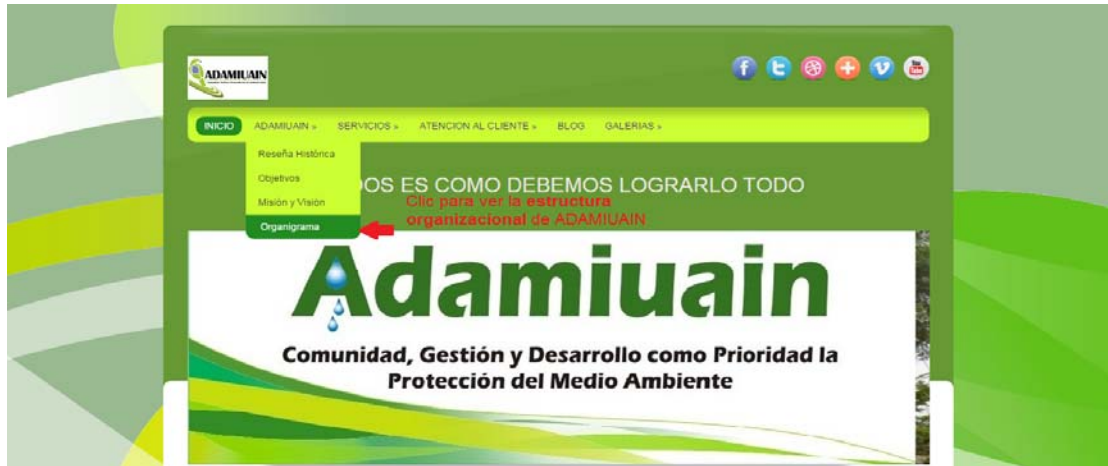 ADAMIUAIN
INICIO ADAMIUAIN » SERVICIOS » ATENCION AL CLIENTE » BLOG GALERIAS »
Reseña Histórica
Objetivos
Misión y Visión
Organigrama
DOS ES COMO DEBEMOS LOGRARLO TODO
Clic para ver la estructura
organizacional de ADAMIUAIN
Adamiuain
Comunidad, Gestión y Desarrollo como Prioridad la
Protección del Medio Ambiente